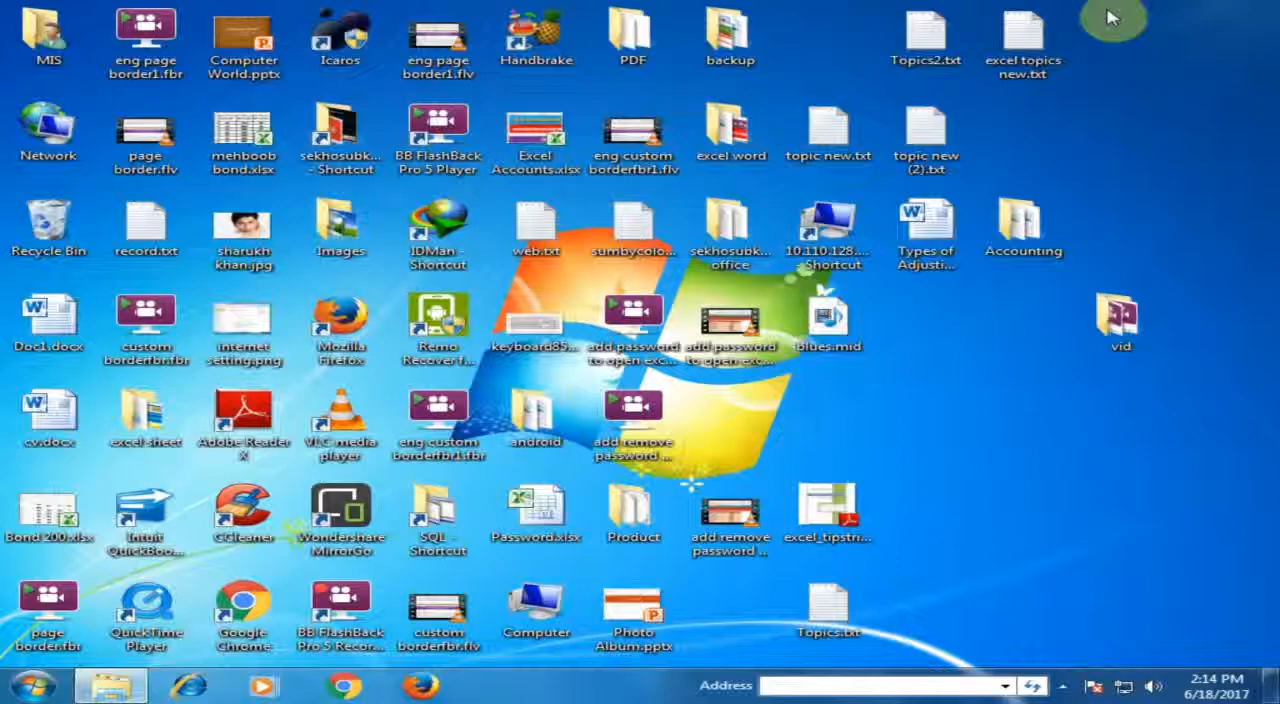 MIS
eng page
border1.fbr
Computer
World.pptx
Icaros
eng page
border1.flv
Handbrake
PDF
backup
Topics2.txt
excel topics
new.txt
Network
page
border.flv
mehboob
bond.xlsx
sekhosubk...
- Shortcut
BB FlashBack
Pro 5 Player
Excel
Accounts.xlsx
eng custom
borderfbr1.flv
excel word
topic new.txt
topic new
(2).txt
Recycle Bin
record.txt
sharukh
khan.jpg
Images
IDMan -
Shortcut
web.txt
sumbycolo...
sekhosubk...
office
10.110.128....
- Shortcut
Types of
Adjusti...
Accounting
Doc1.docx
custom
borderfbr.fbr
internet
setting.png
Mozilla
Firefox
Remo
Recover f...
keyboard85...
add password
to open exc...
add password
to open exc...
Blues.mid
vid
cv.docx
excel sheet
Adobe Reader
X
VLC media
player
eng custom
borderfbr1.fbr
android
add remove
password ...
Bond 200.xlsx
Intuit
QuickBoo...
CCleaner
Wondershare
MirrorGo
SQL -
Shortcut
Password.xlsx
Product
add remove
password ...
excel_tipstri...
page
border.fbr
QuickTime
Player
Google
Chrome
BB FlashBack
Pro 5 Recor...
custom
borderfbr.flv
Computer
Photo
Album.pptx
Topics.txt
Address
2:14 PM
6/18/2017